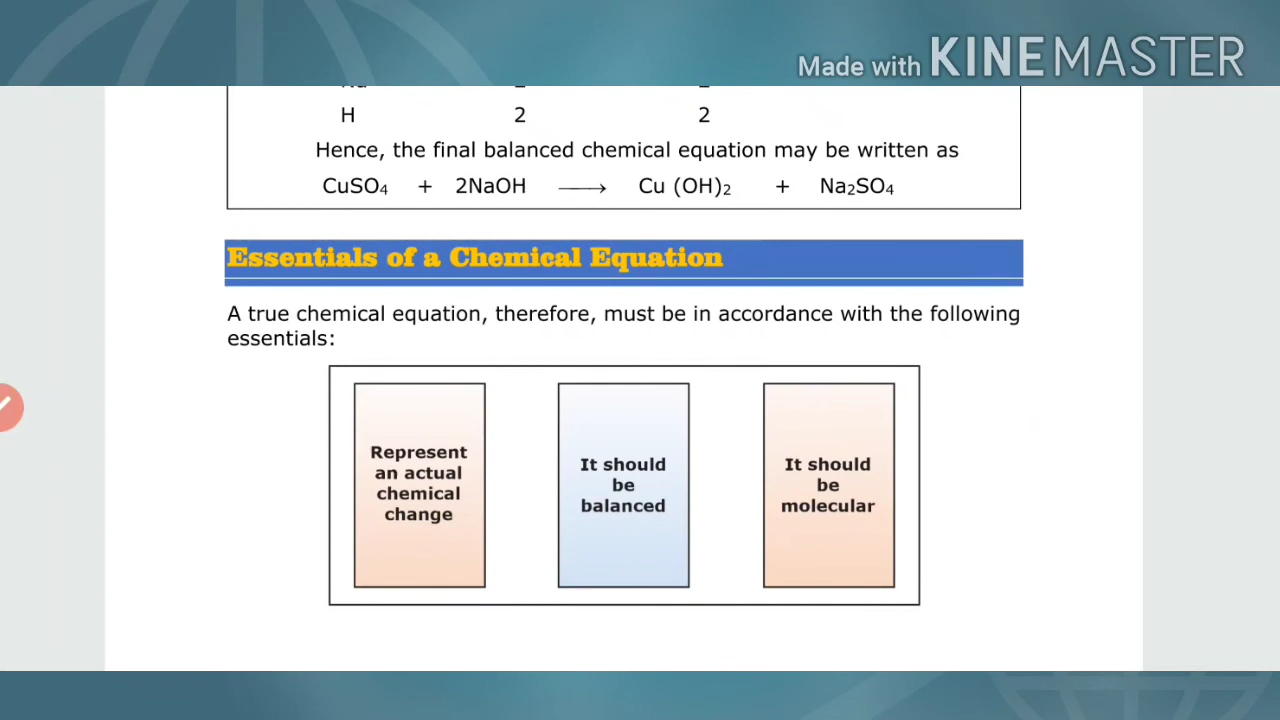 Made with KINEMASTER
H 2 2
Hence, the final balanced chemical equation may be written as
CuSO₄ + 2NaOH ⟶ Cu (OH)₂ + Na₂SO₄
Essentials of a Chemical Equation
A true chemical equation, therefore, must be in accordance with the following
essentials:
Represent
an actual
chemical
change
It should
be
balanced
It should
be
molecular